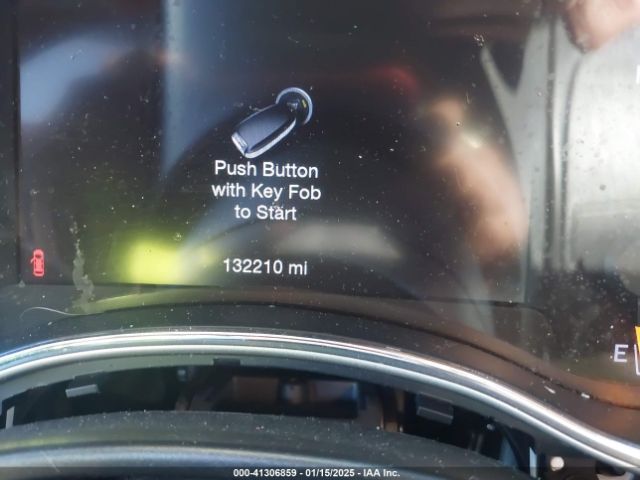 Push Button
with Key Fob
to Start
132210 mi
E
000-41306859 - 01/15/2025 - IAA Inc.